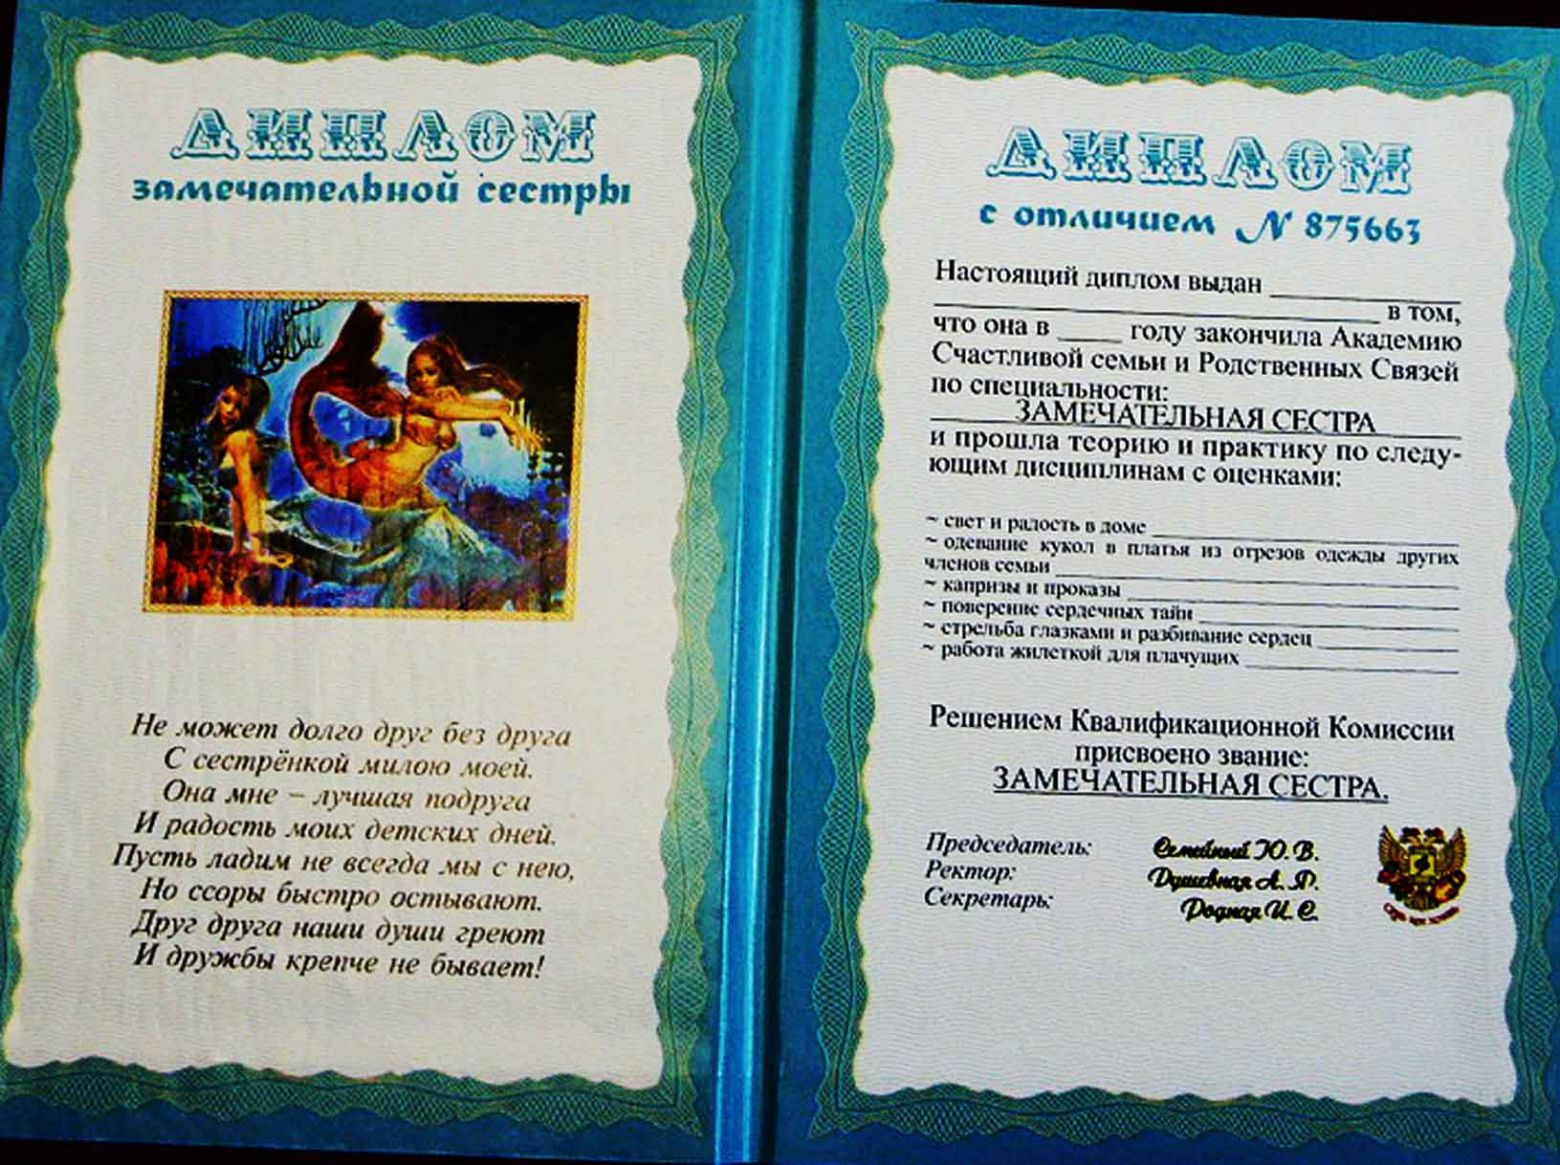 ДИПЛОМ
замечательной сестры
Не может долго друг без друга
С сестрёнкой милою моей.
Она мне – лучшая подруга
И радость моих детских дней.
Пусть ладим не всегда мы с нею,
Но ссоры быстро остывают.
Друг друга наши души греют
И дружбы крепче не бывает!
ДИПЛОМ
с отличием N 875663
Настоящий диплом выдан ________
________ в том,
что она в ____ году закончила Академию
Счастливой семьи и Родственных Связей
по специальности:
ЗАМЕЧАТЕЛЬНАЯ СЕСТРА
и прошла теорию и практику по следу-
ющим дисциплинам с оценками:
~ свет и радость в доме
~ одевание кукол в платья из отрезов одежды других
членов семьи
~ капризы и проказы
~ поверение сердечных тайн
~ стрельба глазками и разбивание сердец
~ работа жилеткой для плачущих
Решением Квалификационной Комиссии
присвоено звание:
ЗАМЕЧАТЕЛЬНАЯ СЕСТРА.
Председатель: Семейный Ю. В.
Ректор: Душевная А. Д.
Секретарь: Родная И. С.